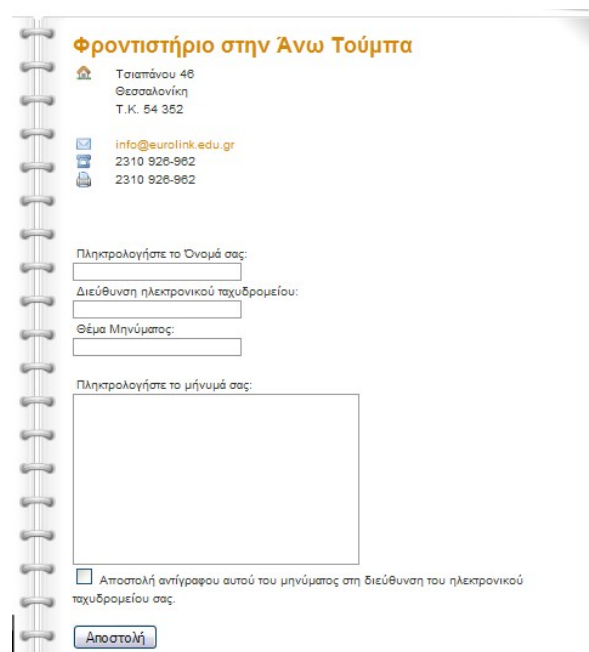 Φροντιστήριο στην Άνω Τούμπα
Τσιαπάνου 46
Θεσσαλονίκη
Τ.Κ. 54 352
info@eurolink.edu.gr
2310 926-962
2310 926-962
Πληκτρολογήστε το Όνομά σας:
Διεύθυνση ηλεκτρονικού ταχυδρομείου:
Θέμα Μηνύματος:
Πληκτρολογήστε το μήνυμά σας:
Αποστολή αντίγραφου αυτού του μηνύματος στη διεύθυνση του ηλεκτρονικού
ταχυδρομείου σας.
Αποστολή